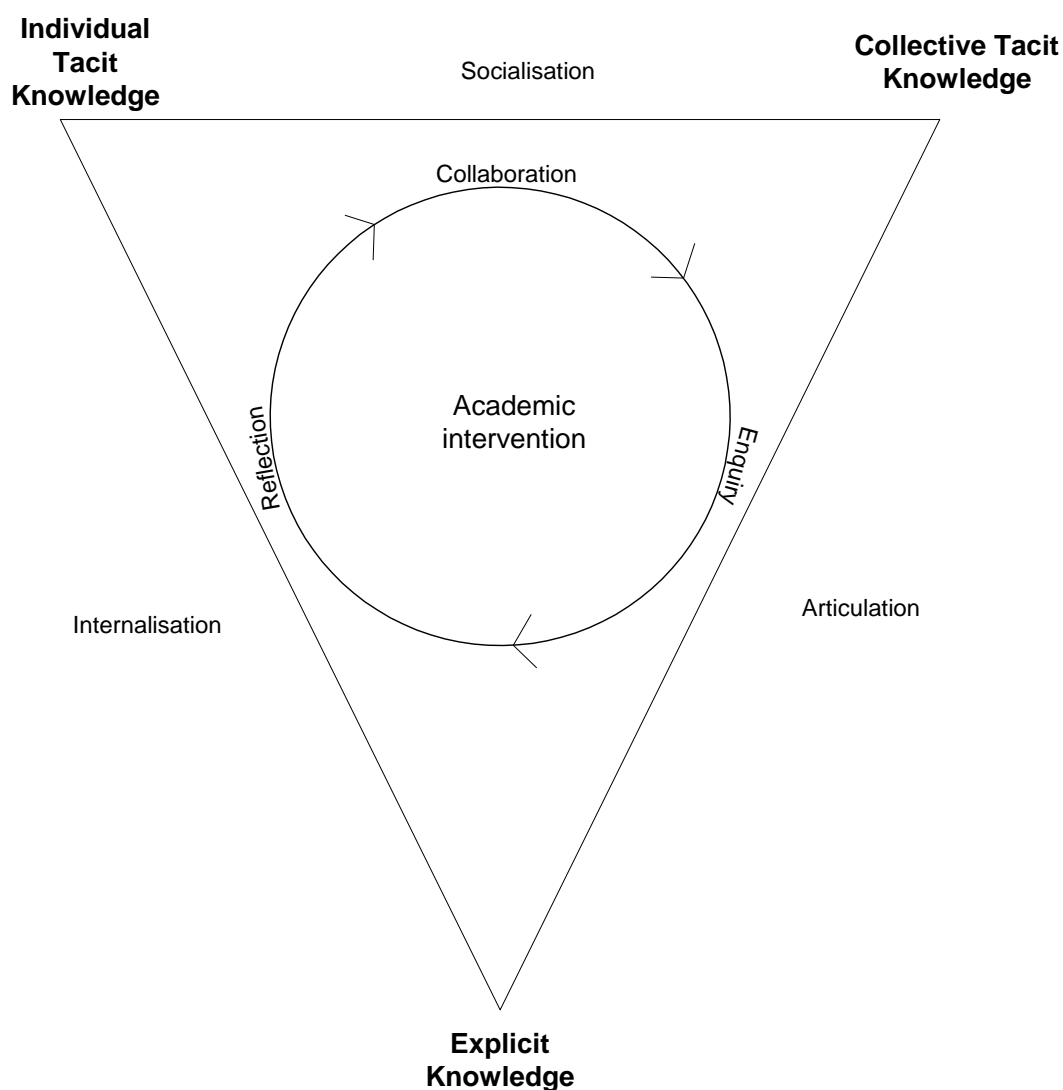 Individual
Tacit
Knowledge
Socialisation
Collective Tacit
Knowledge
Collaboration
Academic
intervention
Reflection
Enquiry
Internalisation
Articulation
Explicit
Knowledge